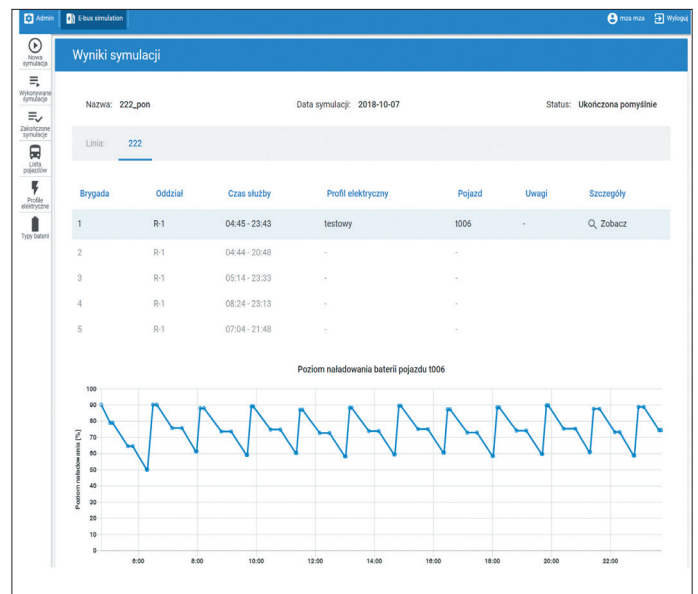 Admin E-bus simulation mza mza Wyloguj
Nowa
symulacja
Wykonywane
symulacje
Zakończone
symulacje
Lista
pojazdów
Profile
elektryczne
Typy baterii
Wyniki symulacji
Nazwa: 222_pon Data symulacji: 2018-10-07 Status: Ukończona pomyślnie
Linia: 222
Brygada Oddział Czas służby Profil elektryczny Pojazd Uwagi Szczegóły
1 R-1 04:45 - 23:43 testowy t006 - Zobacz
2 R-1 04:44 - 20:48 - -
3 R-1 05:14 - 23:33 - -
4 R-1 08:24 - 23:13 - -
5 R-1 07:04 - 21:48 - -
Poziom naładowania baterii pojazdu t006
Poziom naładowania [%]
100
90
80
70
60
50
40
30
20
10
0
6:00 8:00 10:00 12:00 14:00 16:00 18:00 20:00 22:00